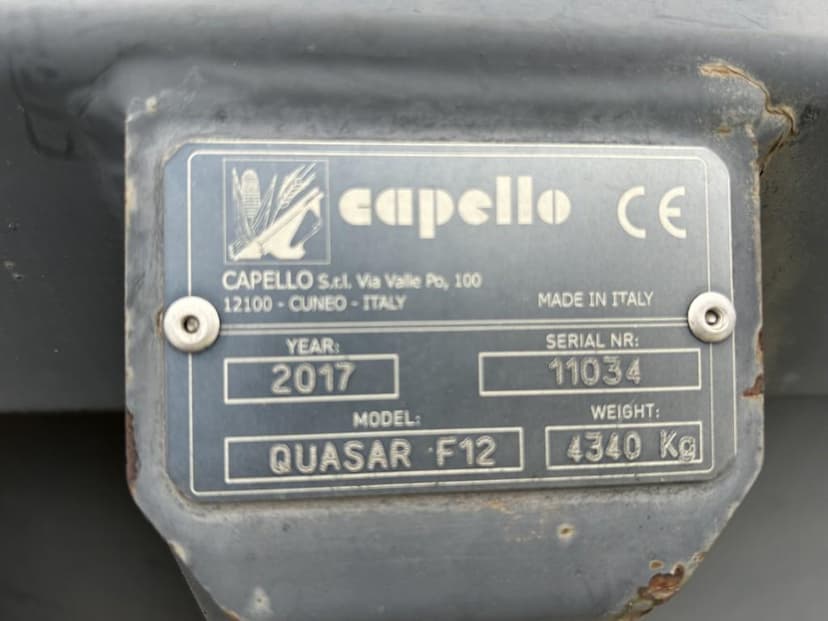 capello CE
CAPELLO S.r.l. Via Valle Po, 100
12100 - CUNEO - ITALY MADE IN ITALY
YEAR: SERIAL NR:
2017 11034
MODEL: WEIGHT:
QUASAR F12 4340 Kg